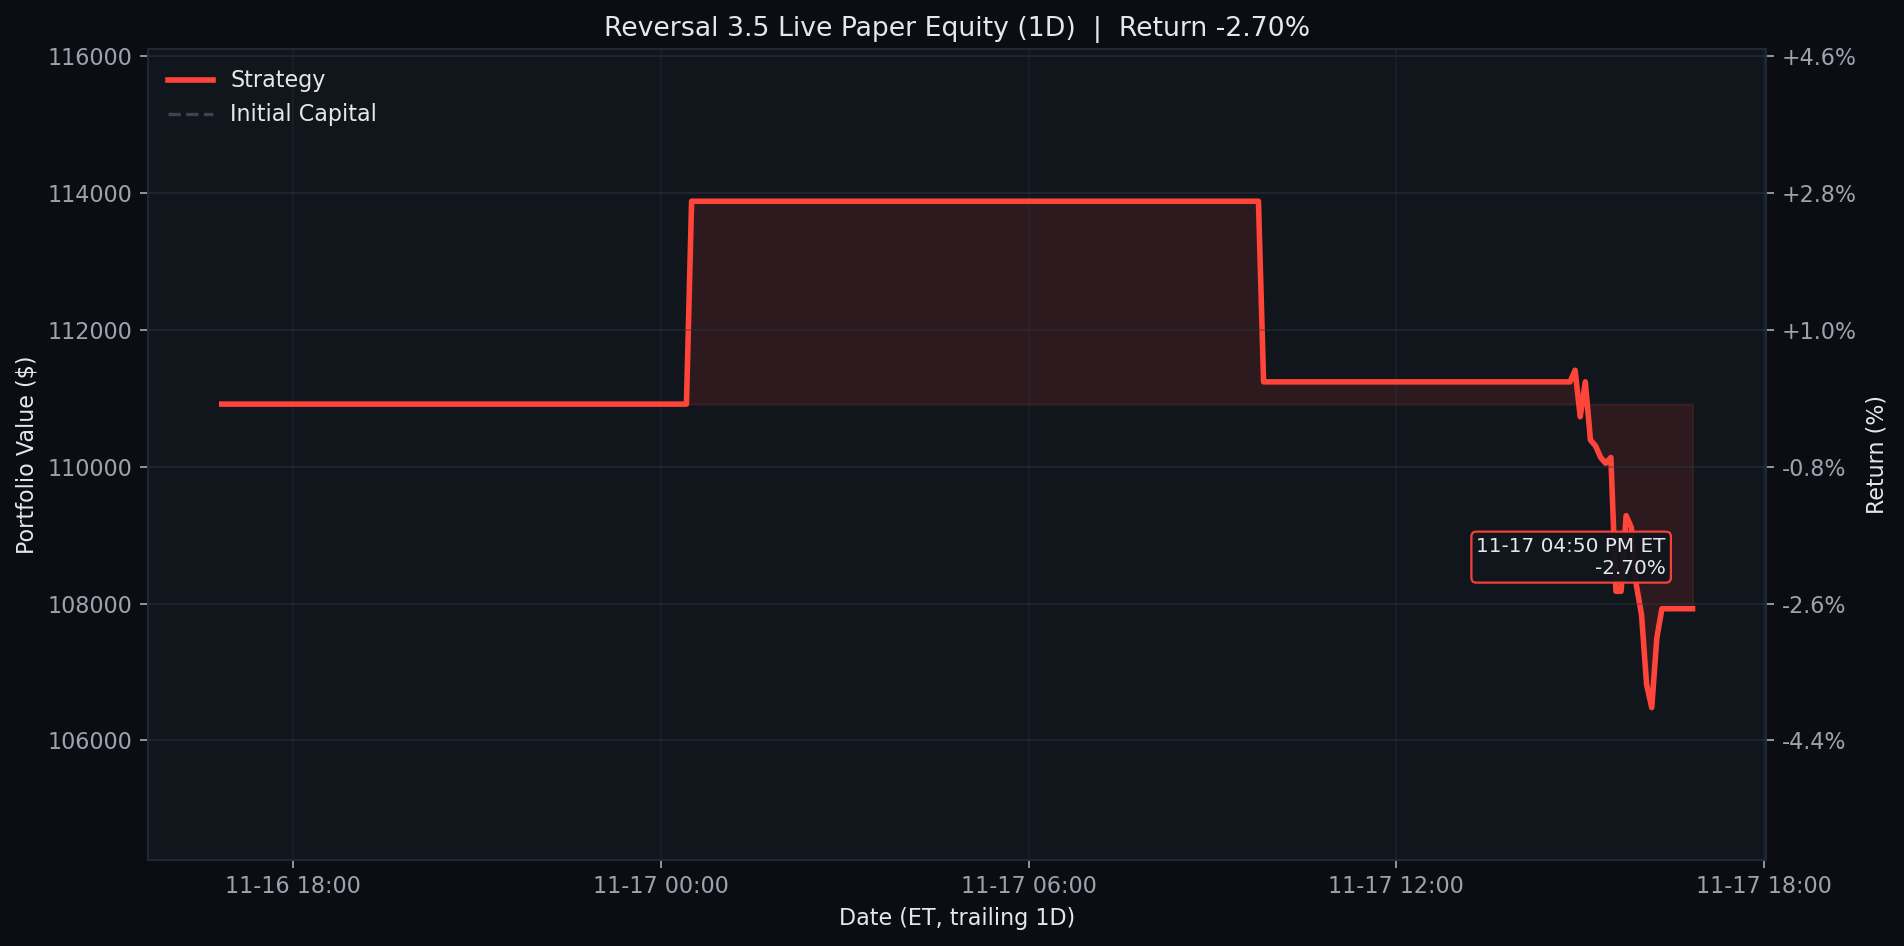 Reversal 3.5 Live Paper Equity (1D) | Return -2.70%
Strategy
Initial Capital
Portfolio Value ($)
116000
114000
112000
110000
108000
106000
+4.6%
+2.8%
+1.0%
-0.8%
-2.6%
-4.4%
Return (%)
11-17 04:50 PM ET
-2.70%
11-16 18:00
11-17 00:00
11-17 06:00
11-17 12:00
11-17 18:00
Date (ET, trailing 1D)